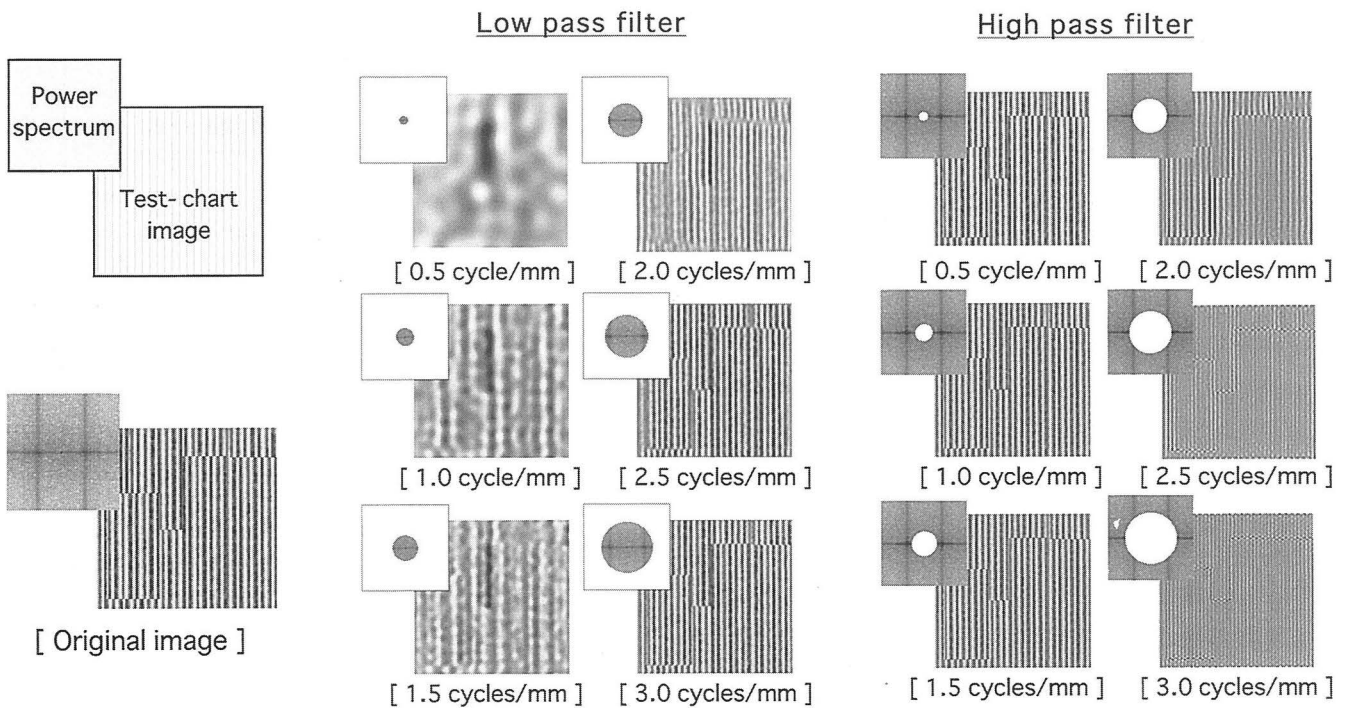 Low pass filter
High pass filter
Power
spectrum
Test- chart
image
[ 0.5 cycle/mm ]
[ 2.0 cycles/mm ]
[ 0.5 cycle/mm ]
[ 2.0 cycles/mm ]
[ 1.0 cycle/mm ]
[ 2.5 cycles/mm ]
[ 1.0 cycle/mm ]
[ 2.5 cycles/mm ]
[ Original image ]
[ 1.5 cycles/mm ]
[ 3.0 cycles/mm ]
[ 1.5 cycles/mm ]
[ 3.0 cycles/mm ]